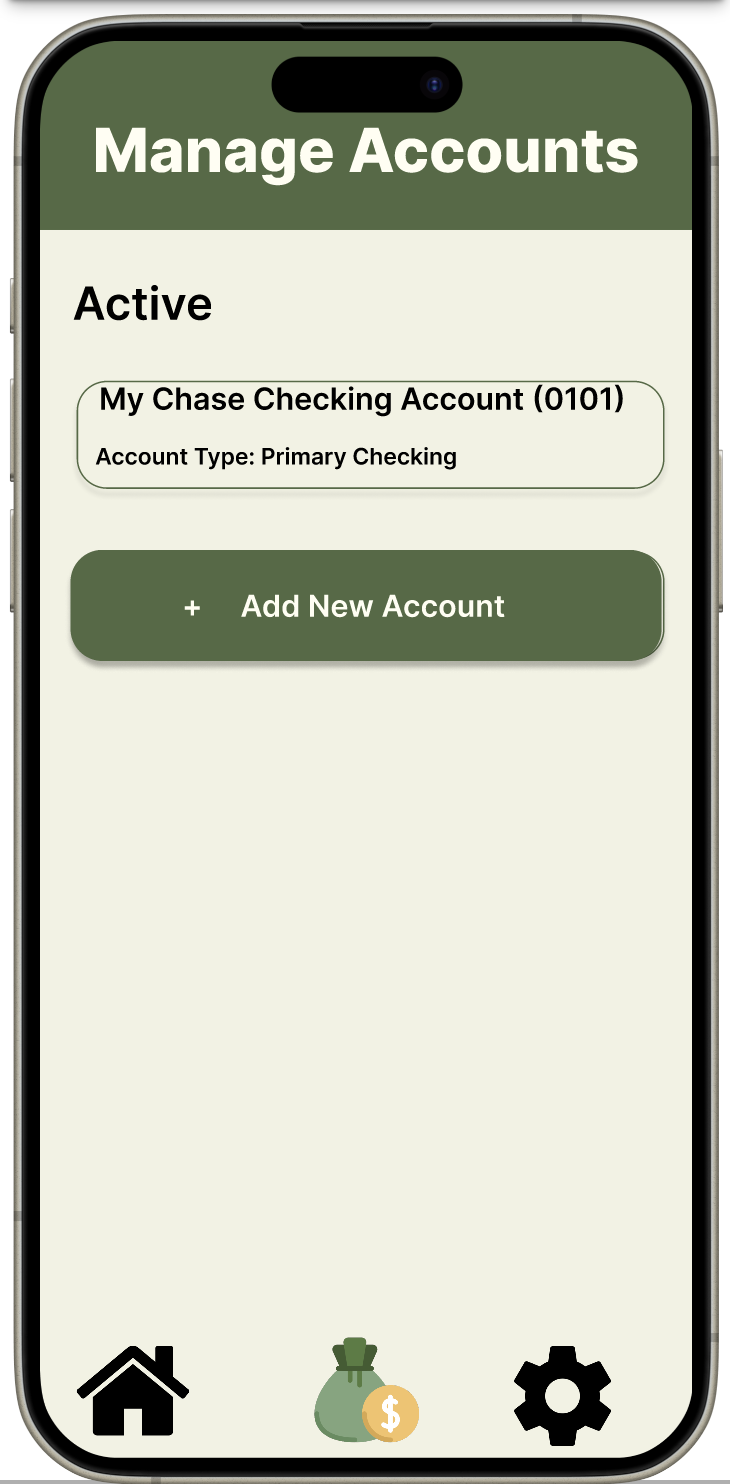 Manage Accounts
Active
My Chase Checking Account (0101)
Account Type: Primary Checking
+ Add New Account
$